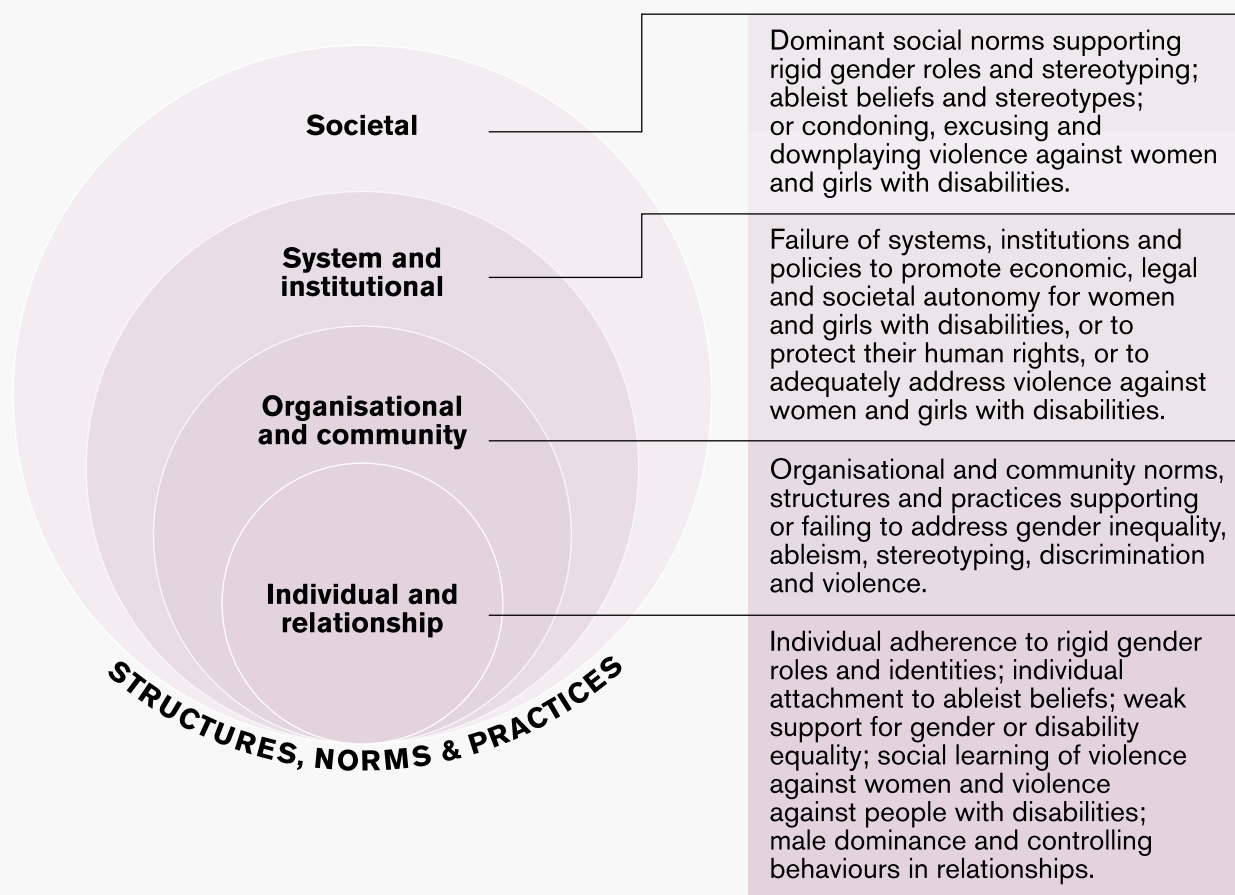 Societal
Dominant social norms supporting
rigid gender roles and stereotyping;
ableist beliefs and stereotypes;
or condoning, excusing and
downplaying violence against women
and girls with disabilities.
System and
institutional
Failure of systems, institutions and
policies to promote economic, legal
and societal autonomy for women
and girls with disabilities, or to
protect their human rights, or to
adequately address violence against
women and girls with disabilities.
Organisational
and community
Organisational and community norms,
structures and practices supporting
or failing to address gender inequality,
ableism, stereotyping, discrimination
and violence.
Individual and
relationship
Individual adherence to rigid gender
roles and identities; individual
attachment to ableist beliefs; weak
support for gender or disability
equality; social learning of violence
against women and violence
against people with disabilities;
male dominance and controlling
behaviours in relationships.
STRUCTURES, NORMS & PRACTICES